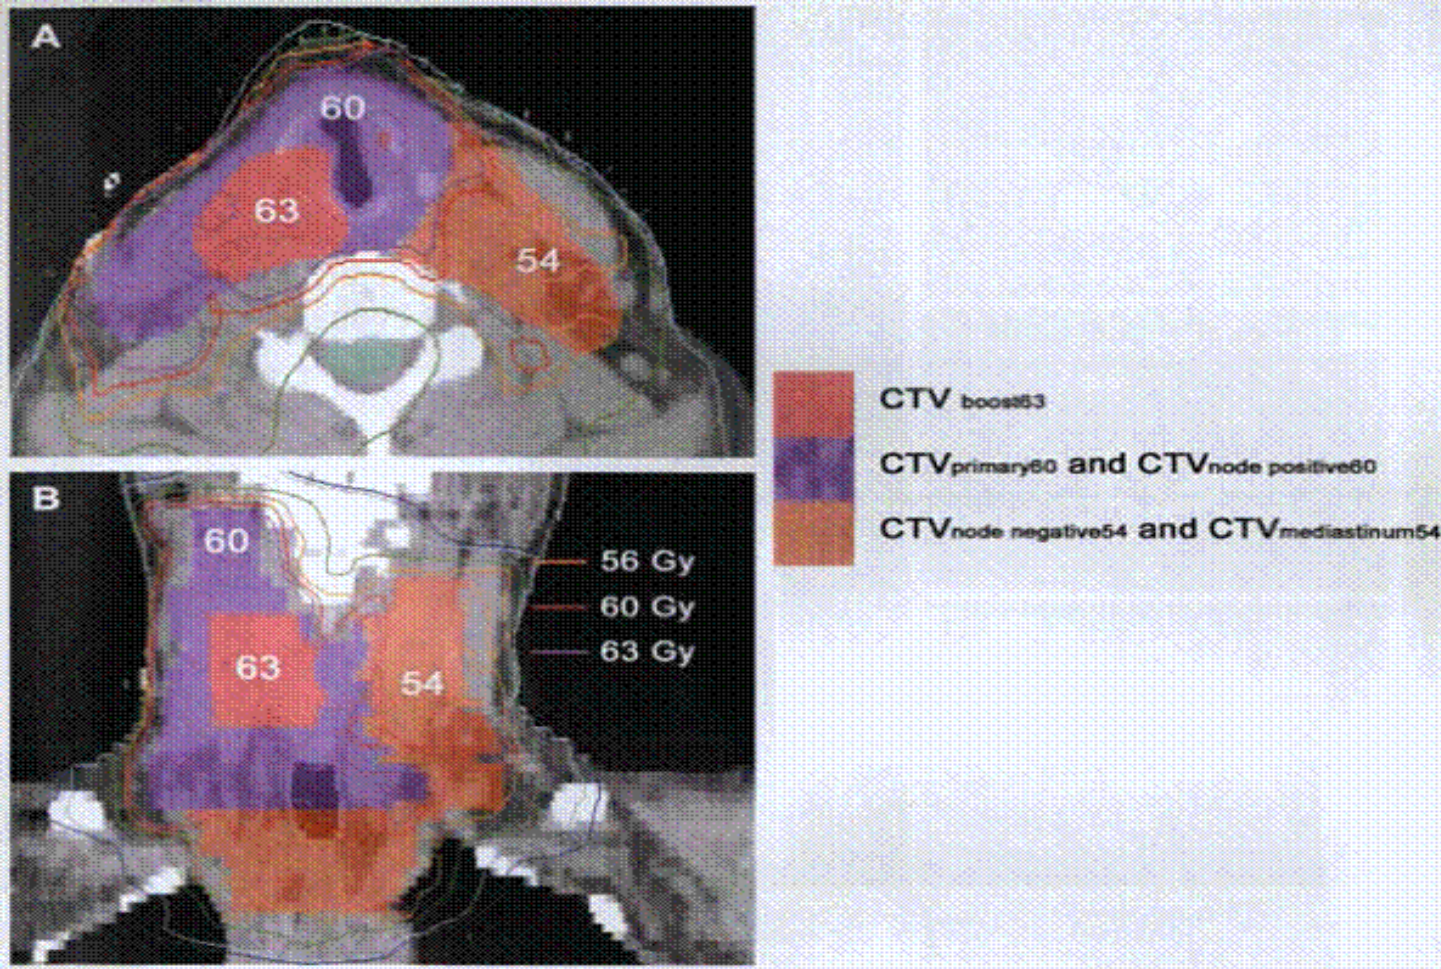 A
60
63
54
B
60
63
54
56 Gy
60 Gy
63 Gy
CTV boost63
CTVprimary60 and CTVnode positive60
CTVnode negative54 and CTVmediastinum54